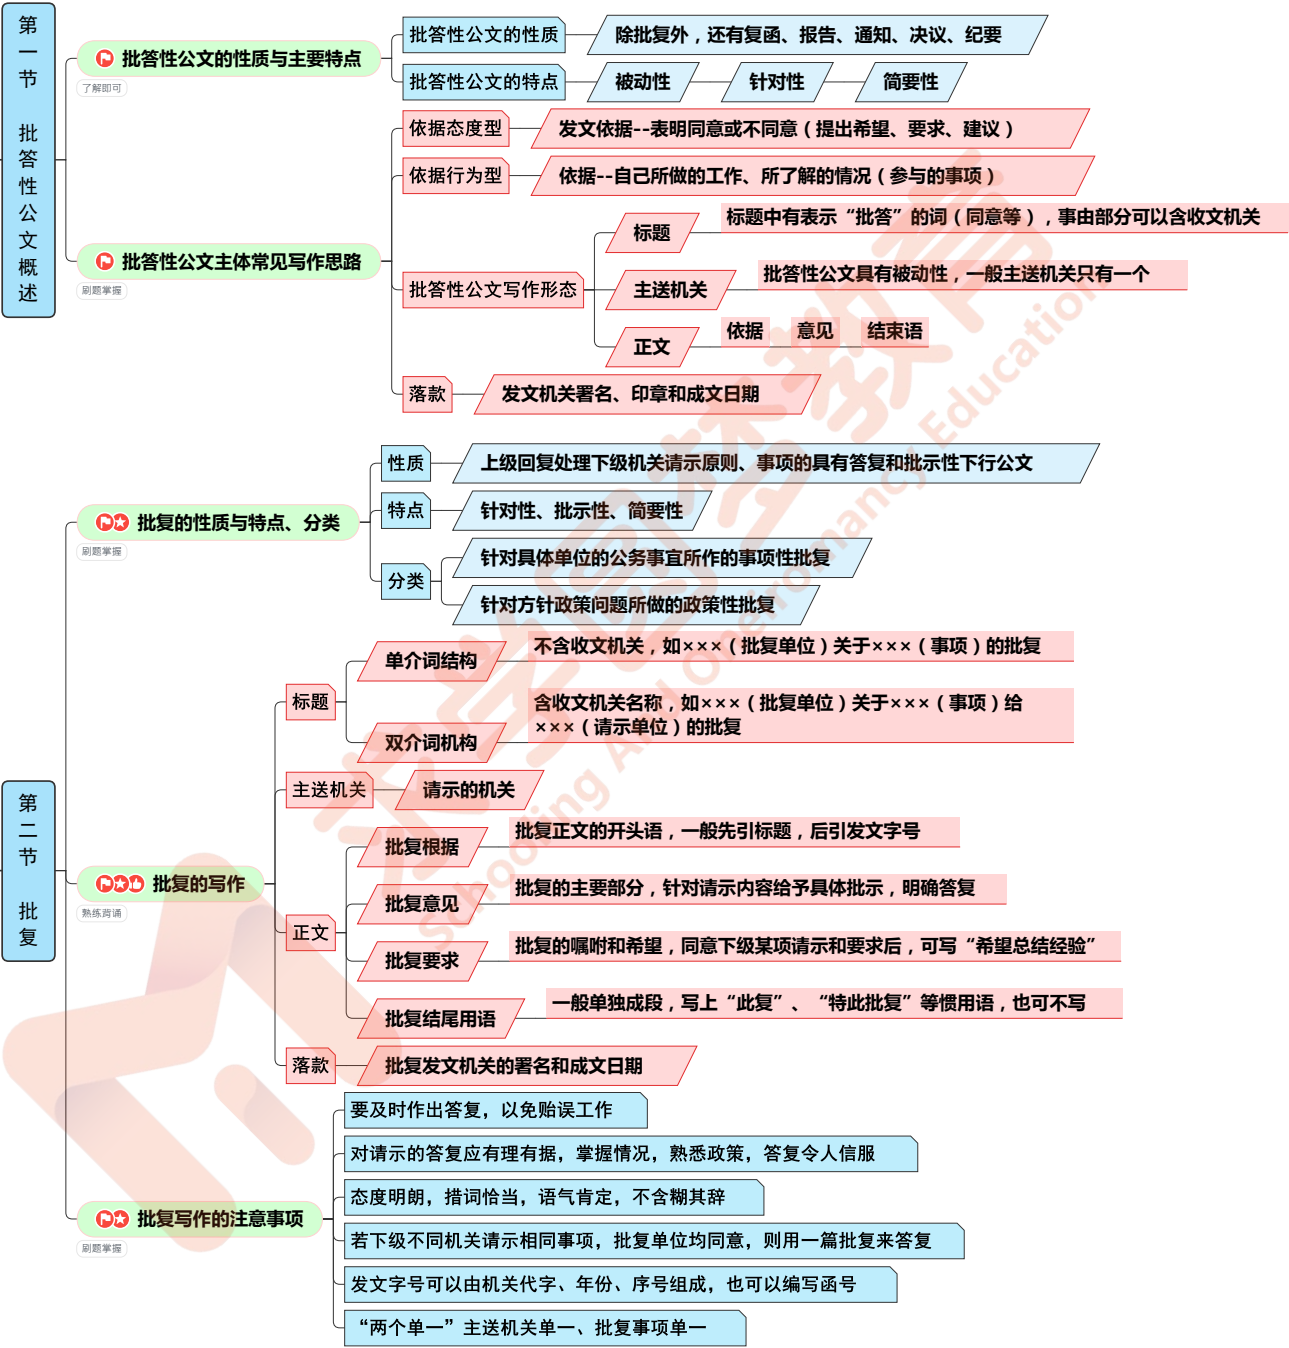 第一节 批答性公文概述
批答性公文的性质与主要特点
了解即可
批答性公文的性质
除批复外，还有复函、报告、通知、决议、纪要
批答性公文的特点
被动性
针对性
简要性
批答性公文主体常见写作思路
刷题掌握
依据态度型
发文依据--表明同意或不同意（提出希望、要求、建议）
依据行为型
依据--自己所做的工作、所了解的情况（参与的事项）
批答性公文写作形态
标题
标题中有表示“批答”的词（同意等），事由部分可以含收文机关
主送机关
批答性公文具有被动性，一般主送机关只有一个
正文
依据
意见
结束语
落款
发文机关署名、印章和成文日期
第二节 批复
批复的性质与特点、分类
刷题掌握
性质
上级回复处理下级机关请示原则、事项的具有答复和批示性下行公文
特点
针对性、批示性、简要性
分类
针对具体单位的公务事宜所作的事项性批复
针对方针政策问题所做的政策性批复
批复的写作
熟练背诵
标题
单介词结构
不含收文机关，如×××（批复单位）关于×××（事项）的批复
双介词机构
含收文机关名称，如×××（批复单位）关于×××（事项）给
×××（请示单位）的批复
主送机关
请示的机关
正文
批复根据
批复正文的开头语，一般先引标题，后引发文字号
批复意见
批复的主要部分，针对请示内容给予具体批示，明确答复
批复要求
批复的嘱咐和希望，同意下级某项请示和要求后，可写“希望总结经验”
批复结尾用语
一般单独成段，写上“此复”、“特此批复”等惯用语，也可不写
落款
批复发文机关的署名和成文日期
批复写作的注意事项
刷题掌握
要及时作出答复，以免贻误工作
对请示的答复应有理有据，掌握情况，熟悉政策，答复令人信服
态度明朗，措词恰当，语气肯定，不含糊其辞
若下级不同机关请示相同事项，批复单位均同意，则用一篇批复来答复
发文字号可以由机关代字、年份、序号组成，也可以编写函号
“两个单一”主送机关单一、批复事项单一
求学圆梦教育
Schooling And Oneiromancy Education